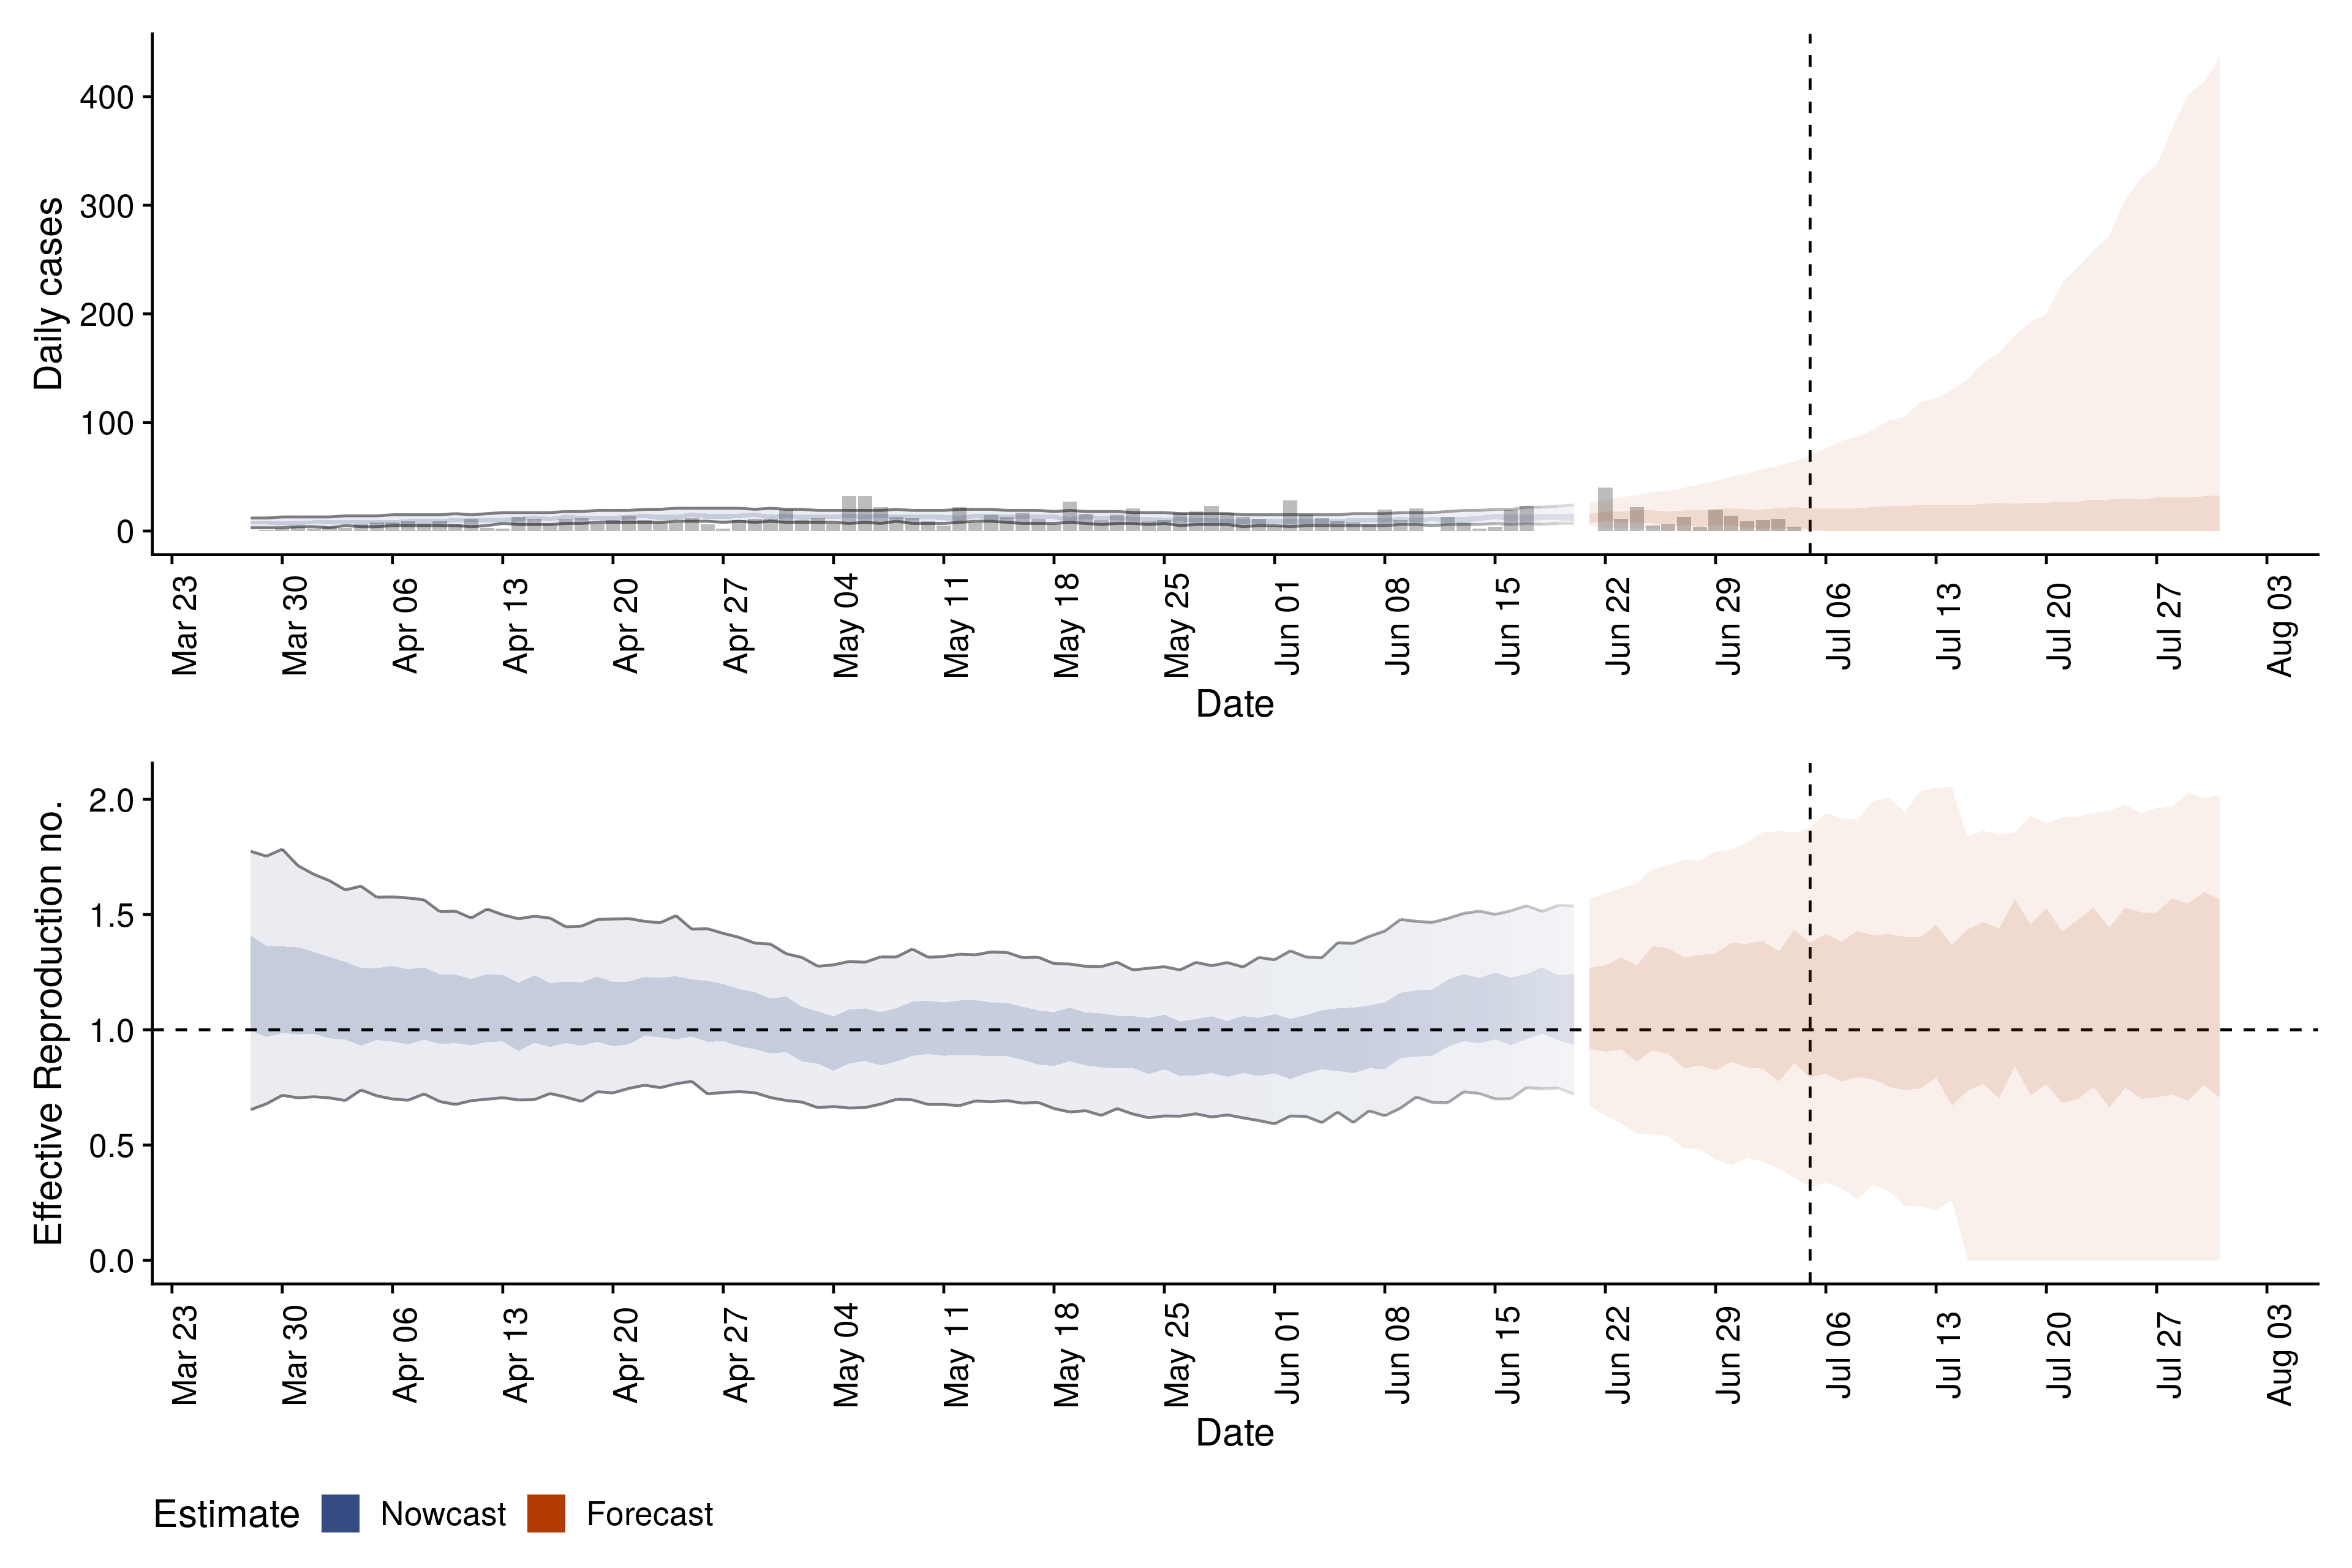 Daily cases
400
300
200
100
0
Mar 23
Mar 30
Apr 06
Apr 13
Apr 20
Apr 27
May 04
May 11
May 18
May 25
Jun 01
Jun 08
Jun 15
Jun 22
Jun 29
Jul 06
Jul 13
Jul 20
Jul 27
Aug 03
Date
Effective Reproduction no.
2.0
1.5
1.0
0.5
0.0
Mar 23
Mar 30
Apr 06
Apr 13
Apr 20
Apr 27
May 04
May 11
May 18
May 25
Jun 01
Jun 08
Jun 15
Jun 22
Jun 29
Jul 06
Jul 13
Jul 20
Jul 27
Aug 03
Date
Estimate Nowcast Forecast